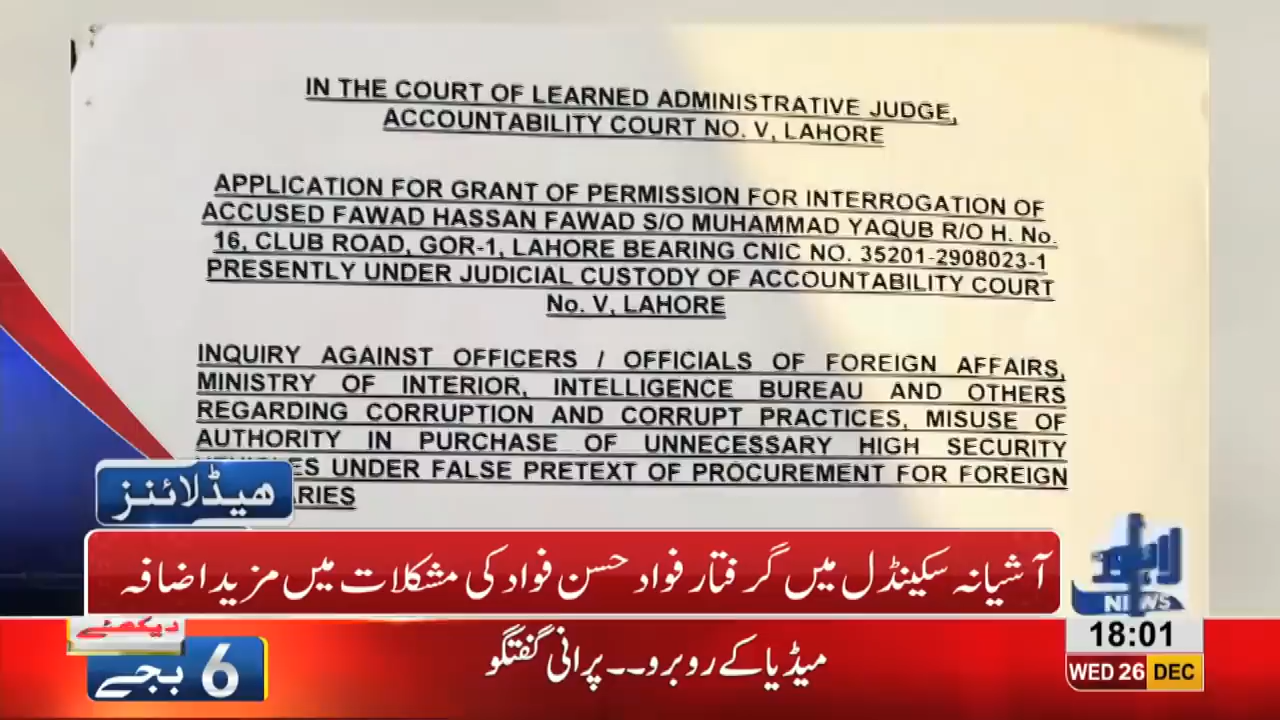 IN THE COURT OF LEARNED ADMINISTRATIVE JUDGE,
ACCOUNTABILITY COURT NO. V, LAHORE
APPLICATION FOR GRANT OF PERMISSION FOR INTERROGATION OF
ACCUSED FAWAD HASSAN FAWAD S/O MUHAMMAD YAQUB R/O H. No.
16, CLUB ROAD, GOR-1, LAHORE BEARING CNIC NO. 35201-2908023-1
PRESENTLY UNDER JUDICIAL CUSTODY OF ACCOUNTABILITY COURT
No. V, LAHORE
INQUIRY AGAINST OFFICERS / OFFICIALS OF FOREIGN AFFAIRS,
MINISTRY OF INTERIOR, INTELLIGENCE BUREAU AND OTHERS
REGARDING CORRUPTION AND CORRUPT PRACTICES, MISUSE OF
AUTHORITY IN PURCHASE OF UNNECESSARY HIGH SECURITY
UNDER FALSE PRETEXT OF PROCUREMENT FOR FOREIGN
ہیڈلائنز
آشیانہ سکینڈل میں گرفتار فواد حسن فواد کی مشکلات میں مزید اضافہ
لاہور
NEWS
18:01
WED 26 DEC
دیکھئے
6 بجے
میڈیا کے روبرو۔۔پرانی گفتگو